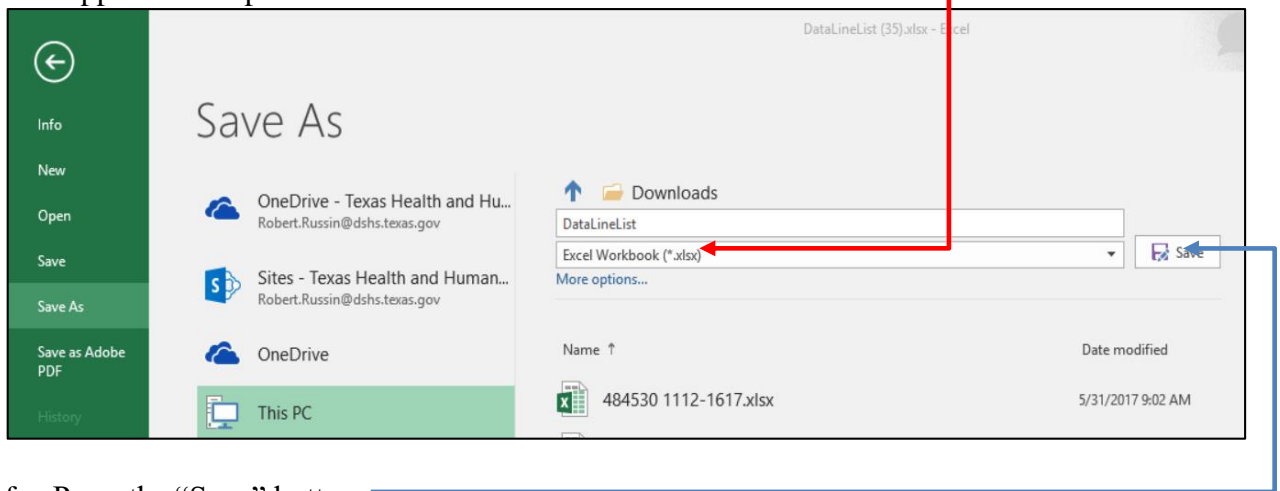 DataLineList (35).xlsx - Excel
Save As
Info
New
Open
Save
Save As
Save as Adobe
PDF
History
OneDrive - Texas Health and Hu...
Robert.Russin@dshs.texas.gov
Sites - Texas Health and Human...
Robert.Russin@dshs.texas.gov
OneDrive
This PC
Downloads
DataLineList
Excel Workbook (*.xlsx)
Save
More options...
Name Date modified
484530 1112-1617.xlsx 5/31/2017 9:02 AM